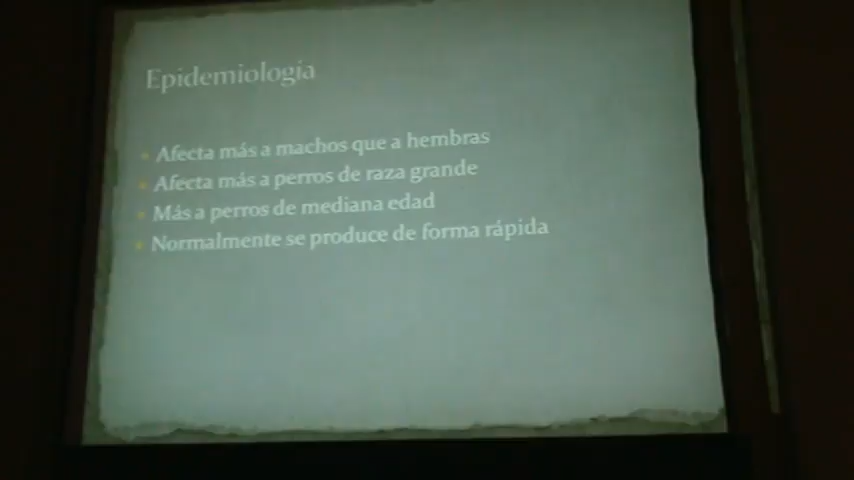 Epidemiología
Afecta más a machos que a hembras
Afecta más a perros de raza grande
Más a perros de mediana edad
Normalmente se produce de forma rápida